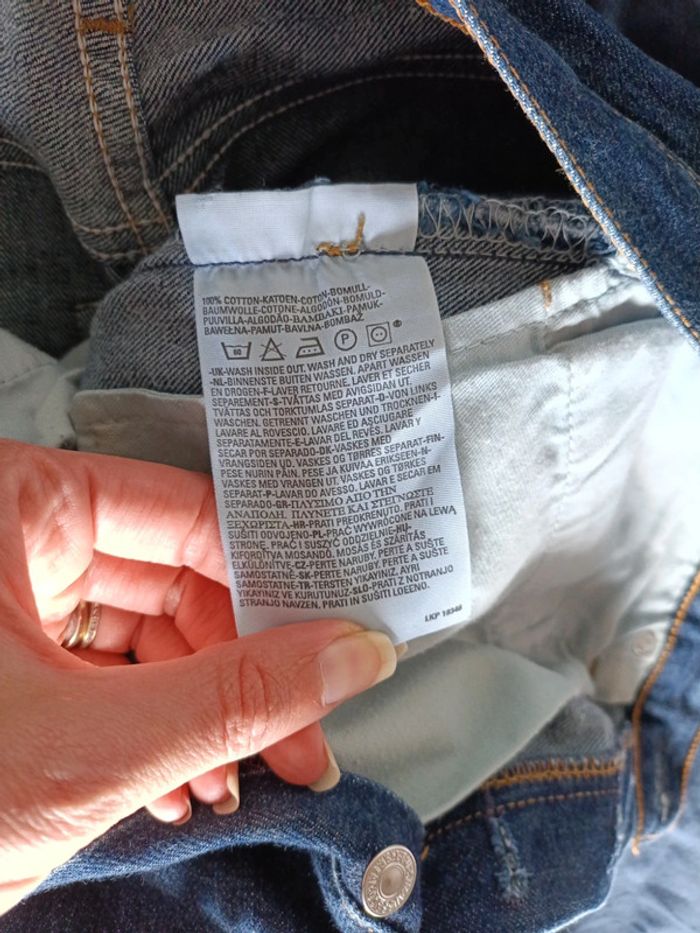 100% COTTON-KATOEN-COTON-BOMULL-
BAUMWOLLE-COTONE-ALGODÓN-BOMULD-
PUUVILLA-ALGODÃO-ΒΑΜΒΑΚΙ-PAMUK-
BAWEŁNA-PAMUT-BAVLNA-BOMBAŽ
-UK-WASH INSIDE OUT. WASH AND DRY SEPARATELY
-NL-BINNENSTE BUITEN WASSEN. APART WASSEN
EN DROGEN-F-LAVER RETOURNE. LAVER ET SECHER
SEPAREMENT-S-TVÄTTAS MED AVIGSIDAN UT.
TVÄTTAS OCH TORKTUMLAS SEPARAT-D-VON LINKS
WASCHEN. GETRENNT WASCHEN UND TROCKNEN-I-
LAVARE AL ROVESCIO. LAVARE ED ASCIUGARE
SEPARATAMENTE-E-LAVAR DEL REVÉS. LAVAR Y
SECAR POR SEPARADO-DK-VASKES MED
VRANGSIDEN UD. VASKES OG TØRRES SEPARAT-FIN-
PESE NURIN PÄIN. PESE JA KUIVAA ERIKSEEN-N-
VASKES MED VRANGEN UT. VASKES OG TØRKES
SEPARAT-P-LAVAR DO AVESSO. LAVAR E SECAR EM
SEPARADO-GR-ΠΛΥΣΙΜΟ ΑΠΟ ΤΗΝ
ΑΝΑΠΟΔΗ. ΠΛΥΝΕΤΕ ΚΑΙ ΣΤΕΓΝΩΣΤΕ
ΞΕΧΩΡΙΣΤΑ-HR-PRATI PREOKRENUTO. PRATI I
SUŠITI ODVOJENO-PL-PRAĆ WYWRÓCONE NA LEWĄ
STRONĘ. PRAĆ I SUSZYĆ ODDZIELNIE-HU-
KIFORDÍTVA MOSANDÓ. MOSÁS ÉS SZÁRÍTÁS
ELKÜLÖNÍTVE-CZ-PERTE NARUBY. PERTE A SUŠTE
SAMOSTATNE-SK-PERTE NARUBY. PERTE A SUŠTE
SAMOSTATNE-TR-TERSTEN YIKAYINIZ. AYRI
YIKAYINIZ VE KURUTUNUZ-SLO-PRATI Z NOTRANJO
STRANJO NAVZEN. PRATI IN SUŠITI LOČENO.